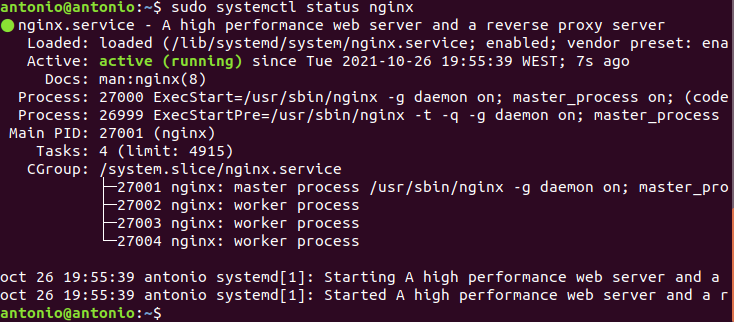 antonio@antonio:~$ sudo systemctl status nginx
● nginx.service - A high performance web server and a reverse proxy server
   Loaded: loaded (/lib/systemd/system/nginx.service; enabled; vendor preset: ena
   Active: active (running) since Tue 2021-10-26 19:55:39 WEST; 7s ago
     Docs: man:nginx(8)
  Process: 27000 ExecStart=/usr/sbin/nginx -g daemon on; master_process on; (code
  Process: 26999 ExecStartPre=/usr/sbin/nginx -t -q -g daemon on; master_process
 Main PID: 27001 (nginx)
    Tasks: 4 (limit: 4915)
   CGroup: /system.slice/nginx.service
           ├─27001 nginx: master process /usr/sbin/nginx -g daemon on; master_pro
           ├─27002 nginx: worker process
           ├─27003 nginx: worker process
           └─27004 nginx: worker process
oct 26 19:55:39 antonio systemd[1]: Starting A high performance web server and a
oct 26 19:55:39 antonio systemd[1]: Started A high performance web server and a r
antonio@antonio:~$